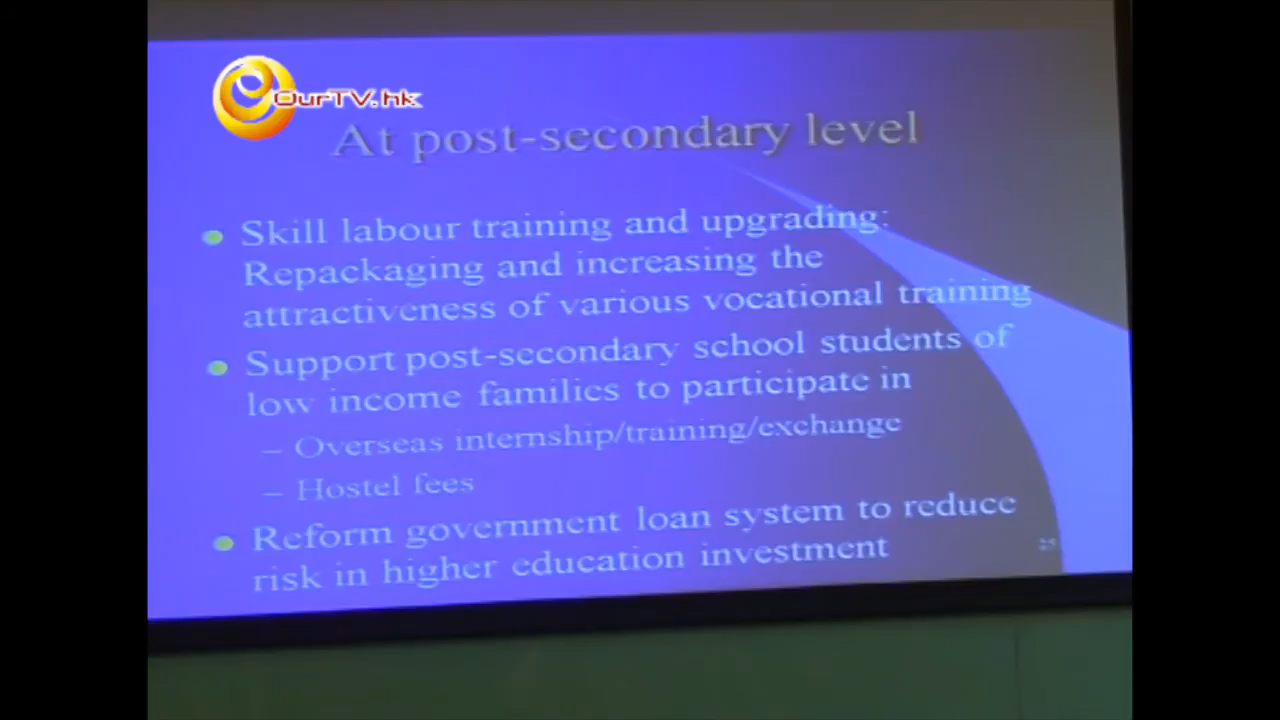 OurTV.hk
At post-secondary level
Skill labour training and upgrading:
Repackaging and increasing the
attractiveness of various vocational training
Support post-secondary school students of
low income families to participate in
– Overseas internship/training/exchange
– Hostel fees
Reform government loan system to reduce
risk in higher education investment
25